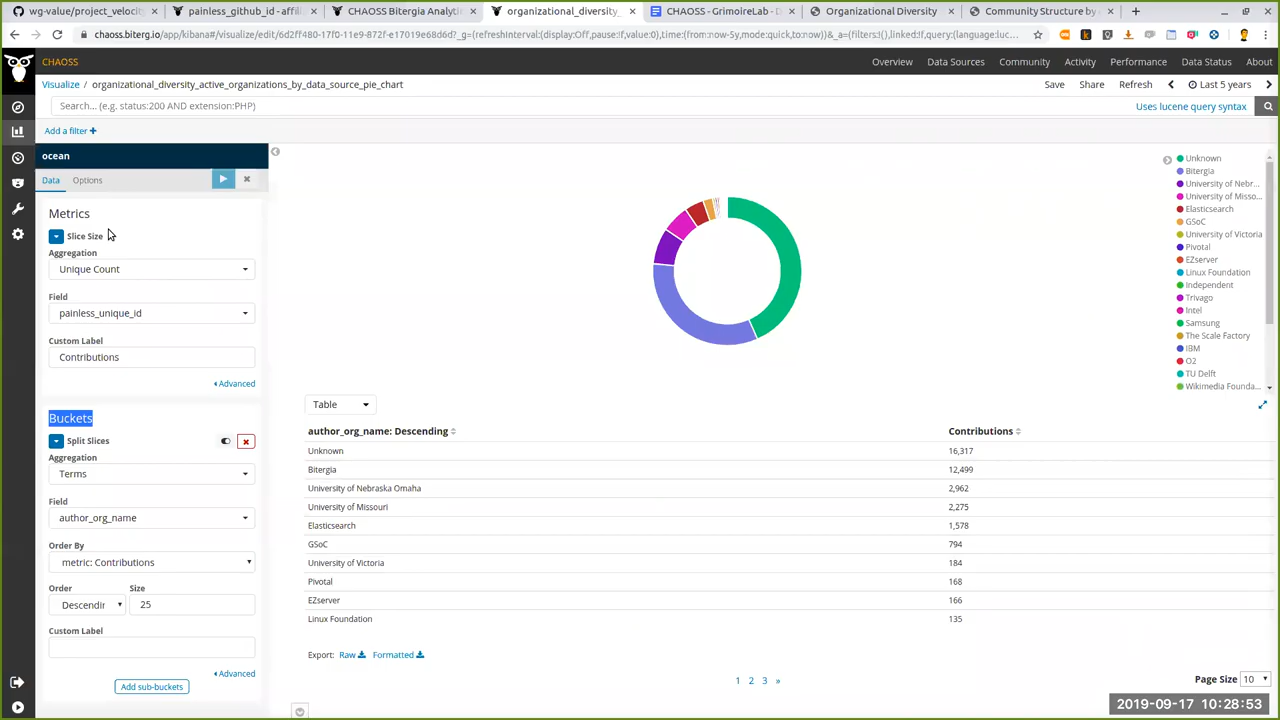 wg-value/project_velocity
painless_github_id - affili
CHAOSS Bitergia Analytic
organizational_diversity_
CHAOSS - GrimoireLab - D
Organizational Diversity
Community Structure by
chaoss.biterg.io/app/kibana#/visualize/edit/6d2ff480-17f0-11e9-872f-e17019e68d6d?_g=(refreshInterval:(display:Off,pause:!f,value:0),time:(from:now-5y,mode:quick,to:now))&_a=(filters:!(),linked:!f,query:(language:luc...
CHAOSS
Overview
Data Sources
Community
Activity
Performance
Data Status
About
Visualize / organizational_diversity_active_organizations_by_data_source_pie_chart
Save
Share
Refresh
Last 5 years
Search... (e.g. status:200 AND extension:PHP)
Uses lucene query syntax
Add a filter +
ocean
Data
Options
Metrics
Slice Size
Aggregation
Unique Count
Field
painless_unique_id
Custom Label
Contributions
Advanced
Buckets
Split Slices
Aggregation
Terms
Field
author_org_name
Order By
metric: Contributions
Order
Size
Descendir
25
Custom Label
Advanced
Add sub-buckets
Unknown
Bitergia
University of Nebr...
University of Misso...
Elasticsearch
GSoC
University of Victoria
Pivotal
EZserver
Linux Foundation
Independent
Trivago
Intel
Samsung
The Scale Factory
IBM
O2
TU Delft
Wikimedia Founda...
Table
author_org_name: Descending
Contributions
Unknown 16,317
Bitergia 12,499
University of Nebraska Omaha 2,962
University of Missouri 2,275
Elasticsearch 1,578
GSoC 794
University of Victoria 184
Pivotal 168
EZserver 166
Linux Foundation 135
Export: Raw Formatted
1 2 3 »
Page Size 10
2019-09-17 10:28:53